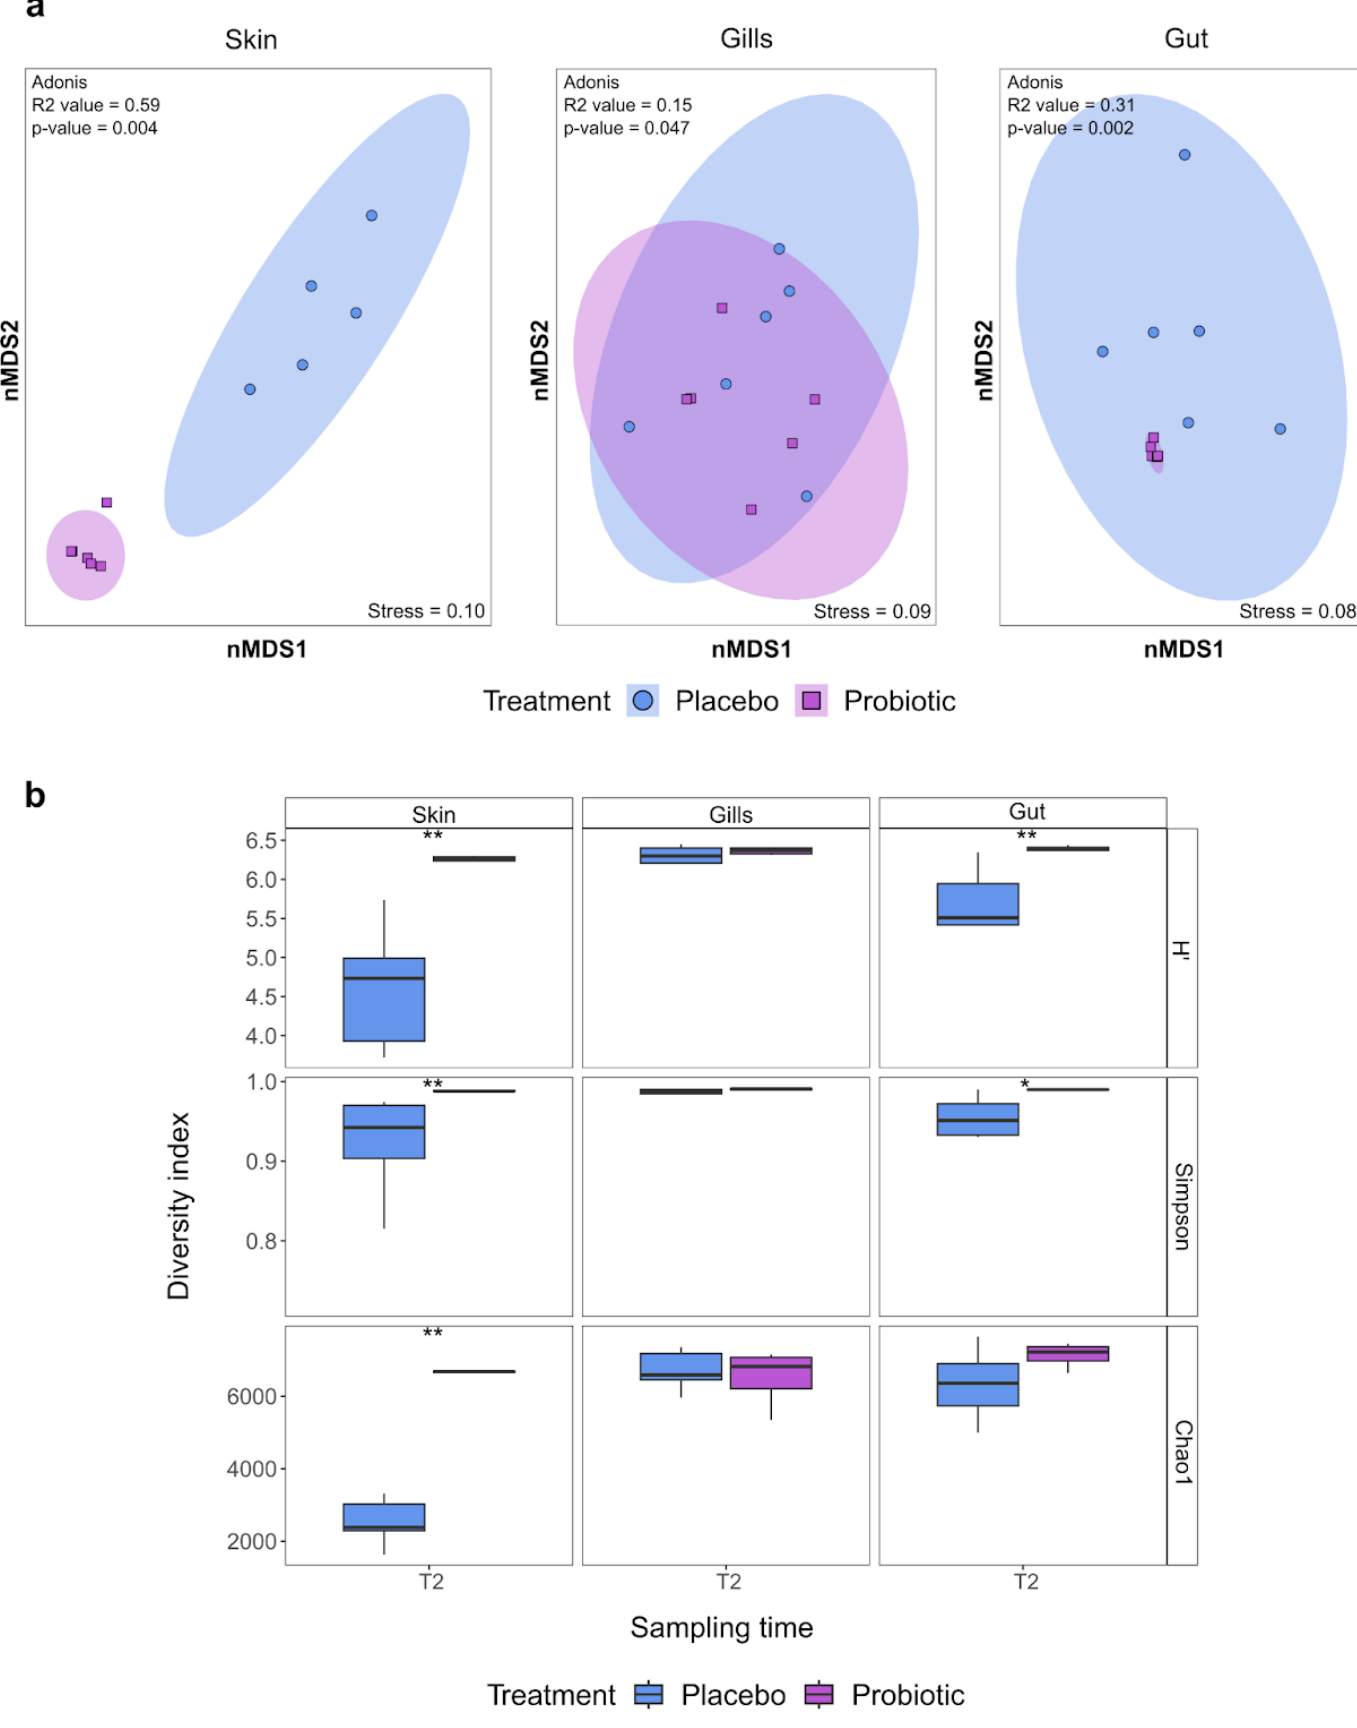 a
Skin
Gills
Gut
Adonis
R2 value = 0.59
p-value = 0.004
Adonis
R2 value = 0.15
p-value = 0.047
Adonis
R2 value = 0.31
p-value = 0.002
nMDS2
nMDS2
nMDS2
Stress = 0.10
Stress = 0.09
Stress = 0.08
nMDS1
nMDS1
nMDS1
Treatment Placebo Probiotic
b
Skin
Gills
Gut
**
**
6.5
6.0
5.5
5.0
4.5
4.0
H'
**
*
1.0
0.9
0.8
Simpson
Diversity index
**
6000
4000
2000
Chao1
T2
T2
T2
Sampling time
Treatment Placebo Probiotic